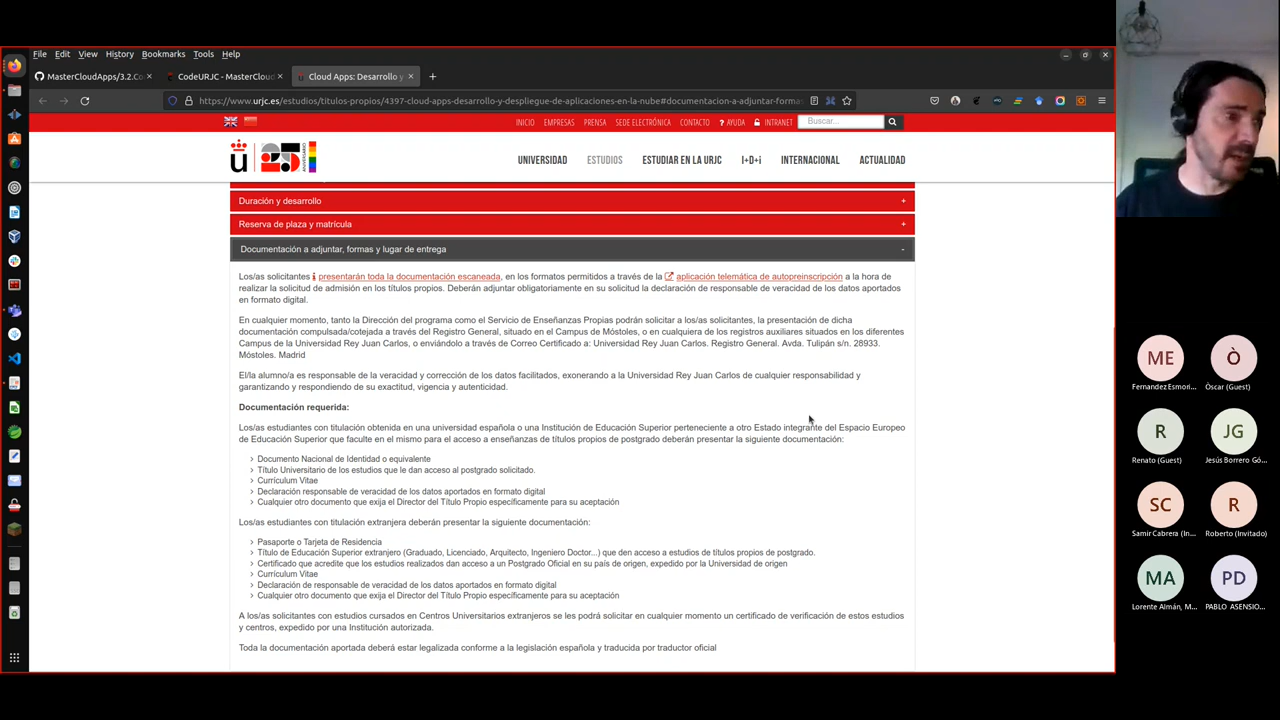 File Edit View History Bookmarks Tools Help
MasterCloudApps/3.2.Co
CodeURJC - MasterCloud
Cloud Apps: Desarrollo y
https://www.urjc.es/estudios/titulos-propios/4397-cloud-apps-desarrollo-y-despliegue-de-aplicaciones-en-la-nube#documentacion-a-adjuntar-forma
INICIO EMPRESAS PRENSA SEDE ELECTRÓNICA CONTACTO ? AYUDA INTRANET Buscar...
UNIVERSIDAD ESTUDIOS ESTUDIAR EN LA URJC I+D+i INTERNACIONAL ACTUALIDAD
Duración y desarrollo +
Reserva de plaza y matrícula +
Documentación a adjuntar, formas y lugar de entrega -
Los/as solicitantes presentarán toda la documentación escaneada, en los formatos permitidos a través de la aplicación telemática de autopreinscripción a la hora de
realizar la solicitud de admisión en los títulos propios. Deberán adjuntar obligatoriamente en su solicitud la declaración de responsable de veracidad de los datos aportados
en formato digital.
En cualquier momento, tanto la Dirección del programa como el Servicio de Enseñanzas Propias podrán solicitar a los/as solicitantes, la presentación de dicha
documentación compulsada/cotejada a través del Registro General, situado en el Campus de Móstoles, o en cualquiera de los registros auxiliares situados en los diferentes
Campus de la Universidad Rey Juan Carlos, o enviándolo a través de Correo Certificado a: Universidad Rey Juan Carlos. Registro General. Avda. Tulipán s/n. 28933.
Móstoles. Madrid
El/la alumno/a es responsable de la veracidad y corrección de los datos facilitados, exonerando a la Universidad Rey Juan Carlos de cualquier responsabilidad y
garantizando y respondiendo de su exactitud, vigencia y autenticidad.
Documentación requerida:
Los/as estudiantes con titulación obtenida en una universidad española o una Institución de Educación Superior perteneciente a otro Estado integrante del Espacio Europeo
de Educación Superior que faculte en el mismo para el acceso a enseñanzas de títulos propios de postgrado deberán presentar la siguiente documentación:
Documento Nacional de Identidad o equivalente
Título Universitario de los estudios que le dan acceso al postgrado solicitado.
Currículum Vitae
Declaración responsable de veracidad de los datos aportados en formato digital
Cualquier otro documento que exija el Director del Título Propio específicamente para su aceptación
Los/as estudiantes con titulación extranjera deberán presentar la siguiente documentación:
Pasaporte o Tarjeta de Residencia
Título de Educación Superior extranjero (Graduado, Licenciado, Arquitecto, Ingeniero Doctor...) que den acceso a estudios de títulos propios de postgrado.
Certificado que acredite que los estudios realizados dan acceso a un Postgrado Oficial en su país de origen, expedido por la Universidad de origen
Currículum Vitae
Declaración de responsable de veracidad de los datos aportados en formato digital
Cualquier otro documento que exija el Director del Título Propio específicamente para su aceptación
A los/as solicitantes con estudios cursados en Centros Universitarios extranjeros se les podrá solicitar en cualquier momento un certificado de verificación de estos estudios
y centros, expedido por una Institución autorizada.
Toda la documentación aportada deberá estar legalizada conforme a la legislación española y traducida por traductor oficial
ME Ò
Fernandez Esmori... Òscar (Guest)
R JG
Renato (Guest) Jesús Borrero Gó...
SC R
Samir Cabrera (In... Roberto (Invitado)
MA PD
Lorente Almán, M... PABLO ASENSIO...